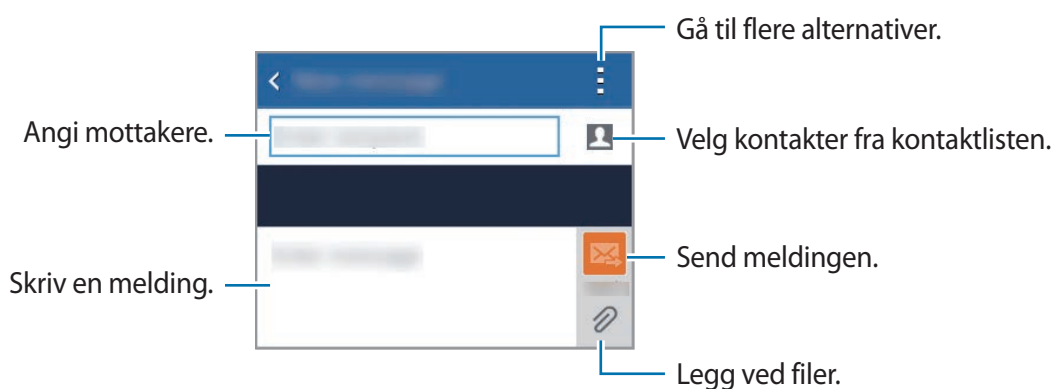 Gå til flere alternativer.
Angi mottakere.
Velg kontakter fra kontaktlisten.
Send meldingen.
Skriv en melding.
Legg ved filer.